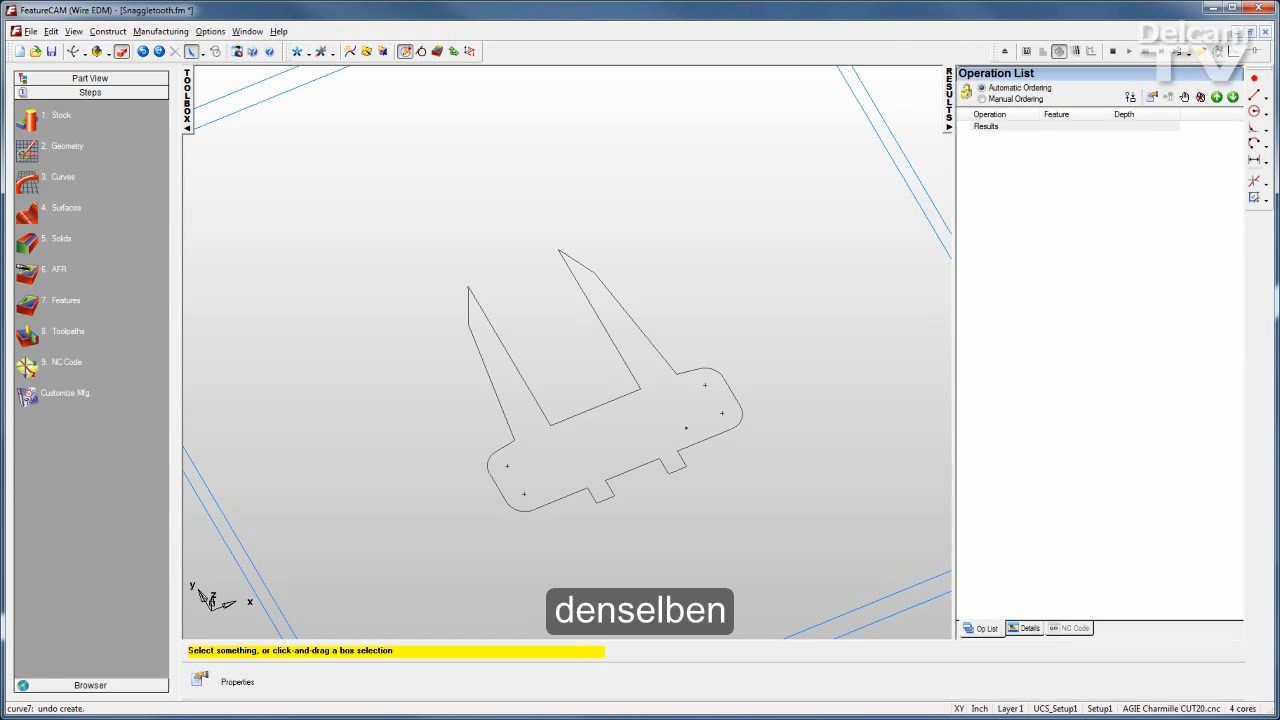 FeatureCAM (Wire EDM) - [Snaggletooth.fm *]
File Edit View Construct Manufacturing Options Window Help
Delcam
TV
Part View
Steps
1. Stock
2. Geometry
3. Curves
4. Surfaces
5. Solids
6. AFR
7. Features
8. Toolpaths
9. NC Code
Customize Mfg.
Browser
TOOLBOX
RESULTS
y
z
x
denselben
Operation List
Automatic Ordering
Manual Ordering
Operation Feature Depth
Results
Op List Details NC Code
Select something, or click-and-drag a box selection
Properties
curve7: undo create.
XY Inch Layer1 UCS_Setup1 Setup1 AGIE Charmille CUT20.cnc 4 cores